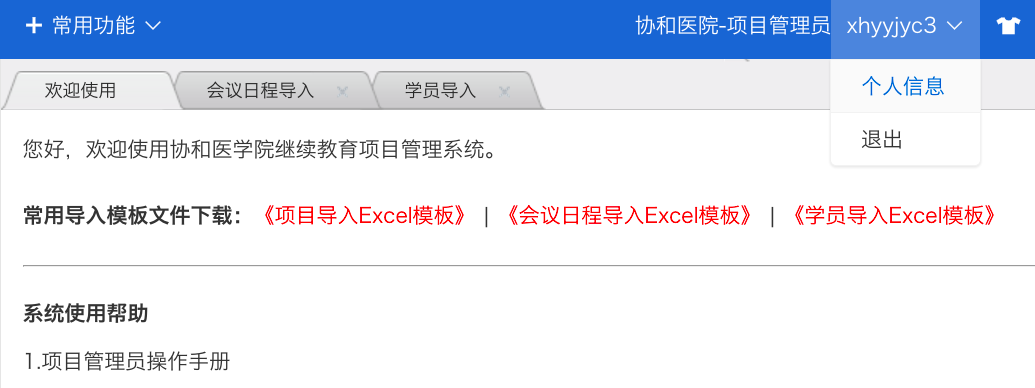 常用功能 协和医院-项目管理员 xhyyjyc3
欢迎使用 会议日程导入 学员导入
个人信息
退出
您好，欢迎使用协和医学院继续教育项目管理系统。
常用导入模板文件下载：《项目导入Excel模板》 | 《会议日程导入Excel模板》 | 《学员导入Excel模板》
系统使用帮助
1.项目管理员操作手册